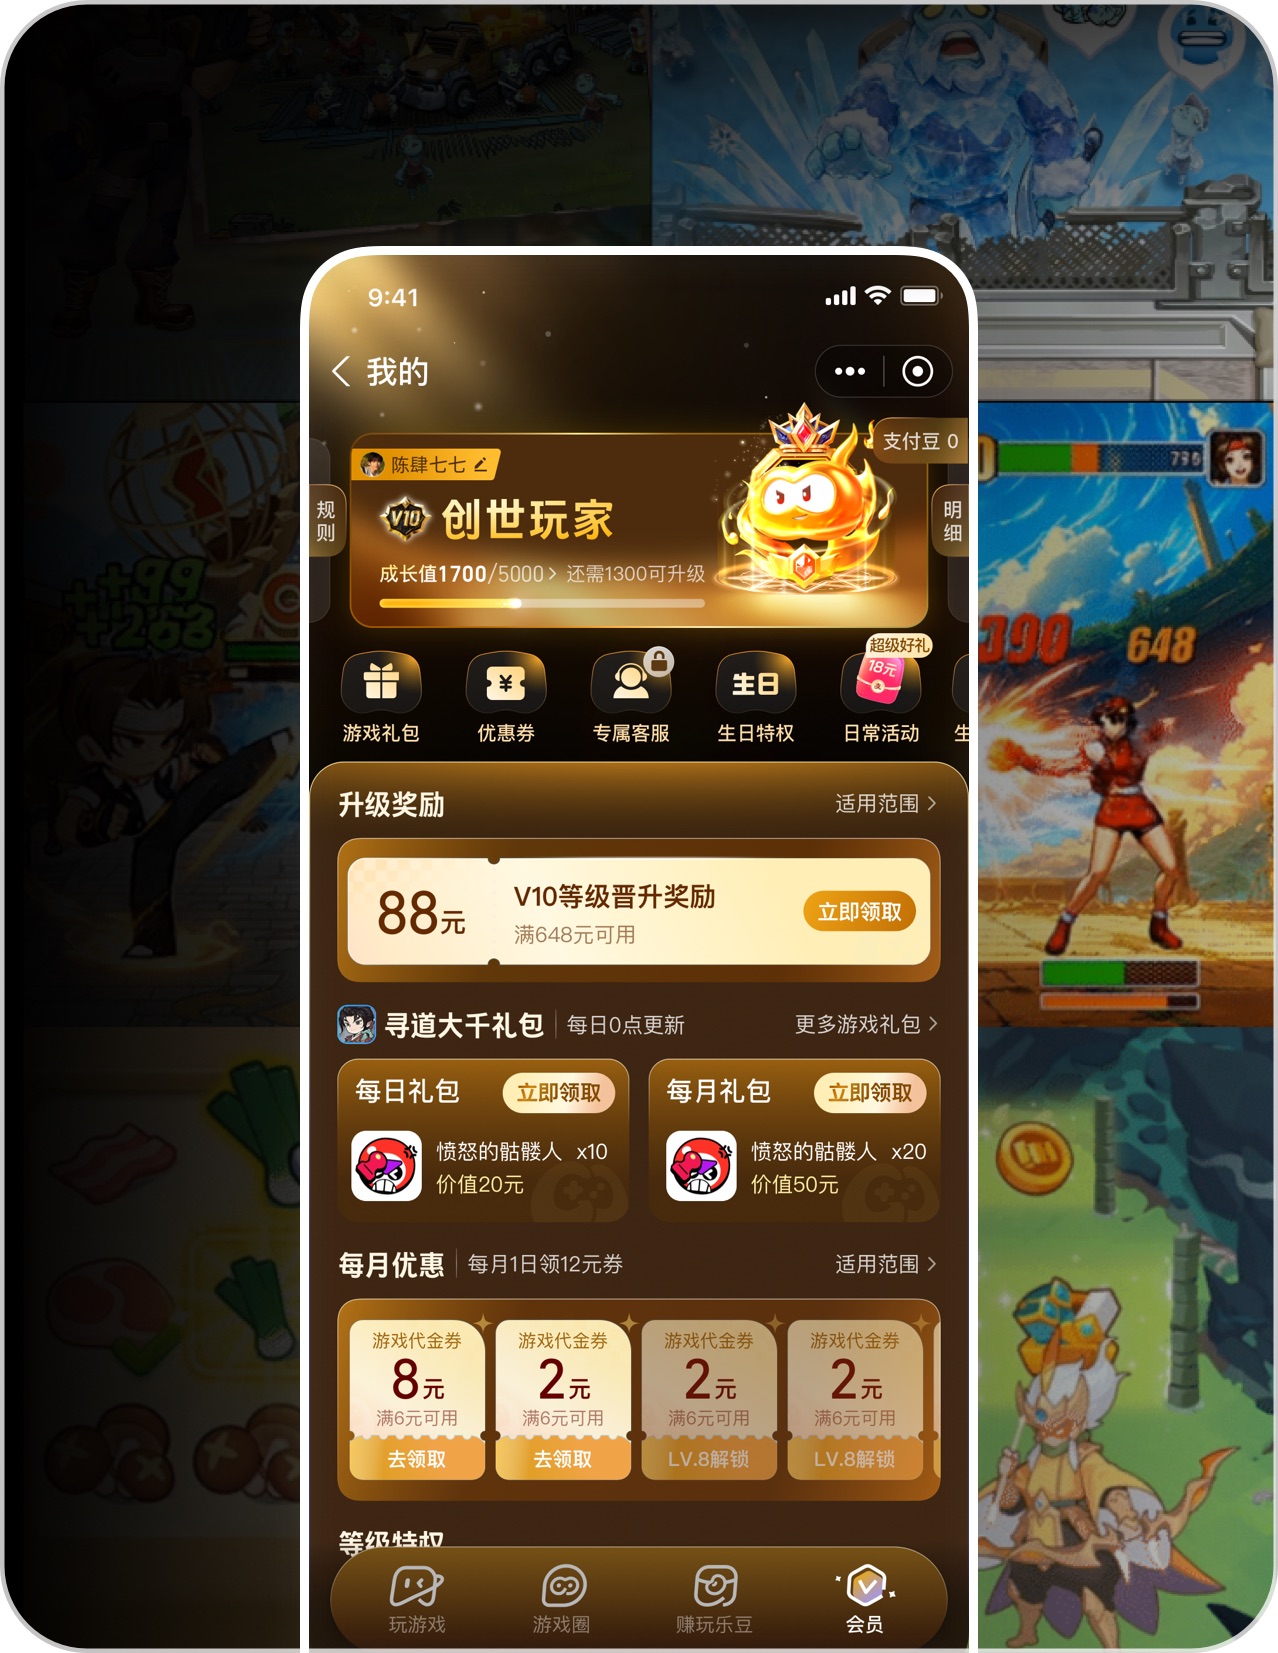 9:41
我的
支付豆 0
陈肆七七
规则
V10 创世玩家
明细
成长值1700/5000 还需1300可升级
超级好礼
18元
¥
生日
游戏礼包
优惠券
专属客服
生日特权
日常活动
生
升级奖励
适用范围
88元
V10等级晋升奖励
满648元可用
立即领取
寻道大千礼包
每日0点更新
更多游戏礼包
每日礼包
立即领取
愤怒的骷髅人 x10
价值20元
每月礼包
立即领取
愤怒的骷髅人 x20
价值50元
每月优惠
每月1日领12元券
适用范围
游戏代金券
8元
满6元可用
去领取
游戏代金券
2元
满6元可用
去领取
游戏代金券
2元
满6元可用
LV.8解锁
游戏代金券
2元
满6元可用
LV.8解锁
等级特权
玩游戏
游戏圈
赚玩乐豆
会员
++99
++268
390
648